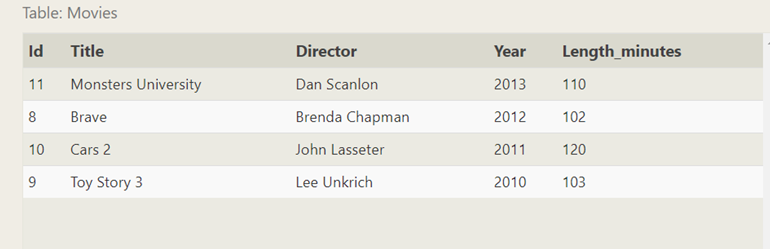 Table: Movies
Id Title Director Year Length_minutes
11 Monsters University Dan Scanlon 2013 110
8 Brave Brenda Chapman 2012 102
10 Cars 2 John Lasseter 2011 120
9 Toy Story 3 Lee Unkrich 2010 103